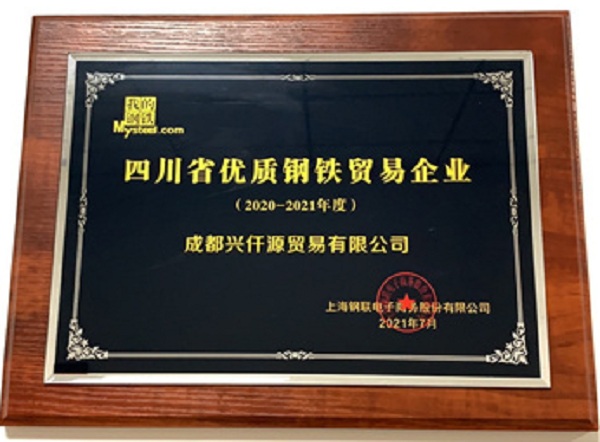 我的
钢铁
Mysteel.com
四川省优质钢铁贸易企业
（2020-2021年度）
成都兴仟源贸易有限公司
上海钢联电子商务股份有限公司
2021年7月